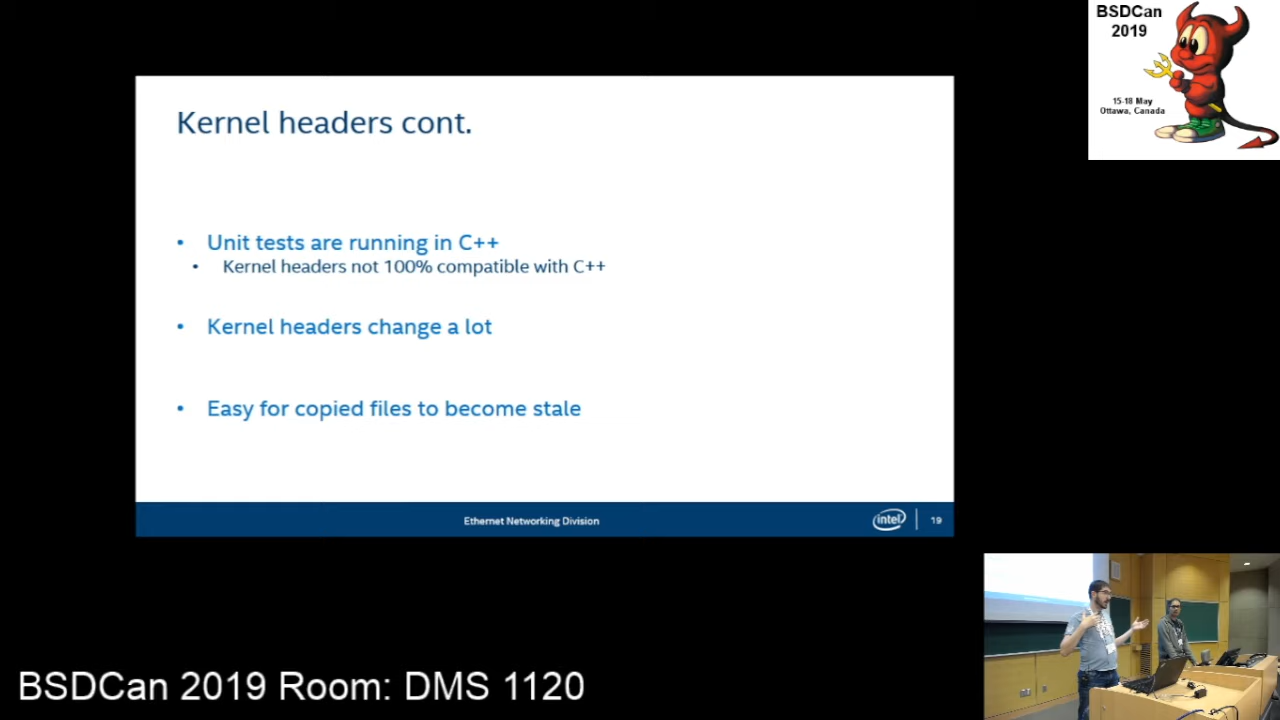 BSDCan
2019
15-18 May
Ottawa, Canada
Kernel headers cont.
• Unit tests are running in C++
• Kernel headers not 100% compatible with C++
• Kernel headers change a lot
• Easy for copied files to become stale
Ethernet Networking Division
intel
19
BSDCan 2019 Room: DMS 1120